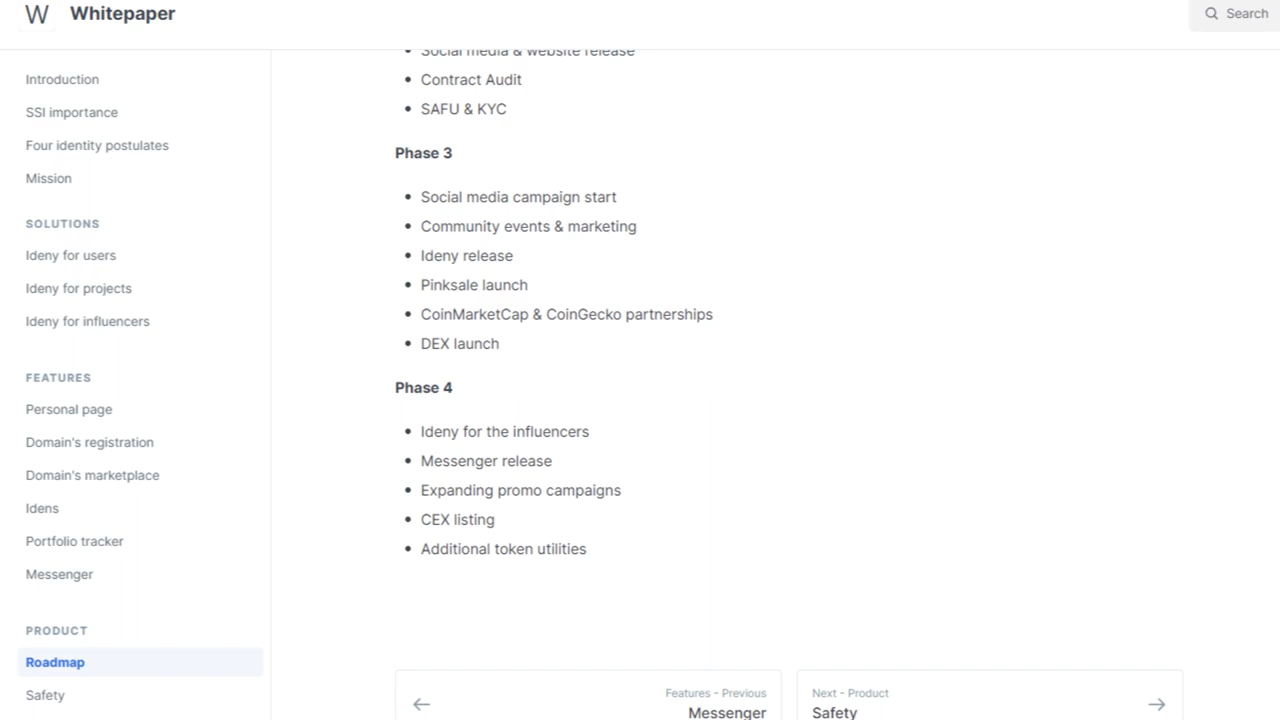 W Whitepaper
Search
Introduction
SSI importance
Four identity postulates
Mission
SOLUTIONS
Ideny for users
Ideny for projects
Ideny for influencers
FEATURES
Personal page
Domain's registration
Domain's marketplace
Idens
Portfolio tracker
Messenger
PRODUCT
Roadmap
Safety
Social media & website release
Contract Audit
SAFU & KYC
Phase 3
Social media campaign start
Community events & marketing
Ideny release
Pinksale launch
CoinMarketCap & CoinGecko partnerships
DEX launch
Phase 4
Ideny for the influencers
Messenger release
Expanding promo campaigns
CEX listing
Additional token utilities
Features - Previous
Messenger
Next - Product
Safety